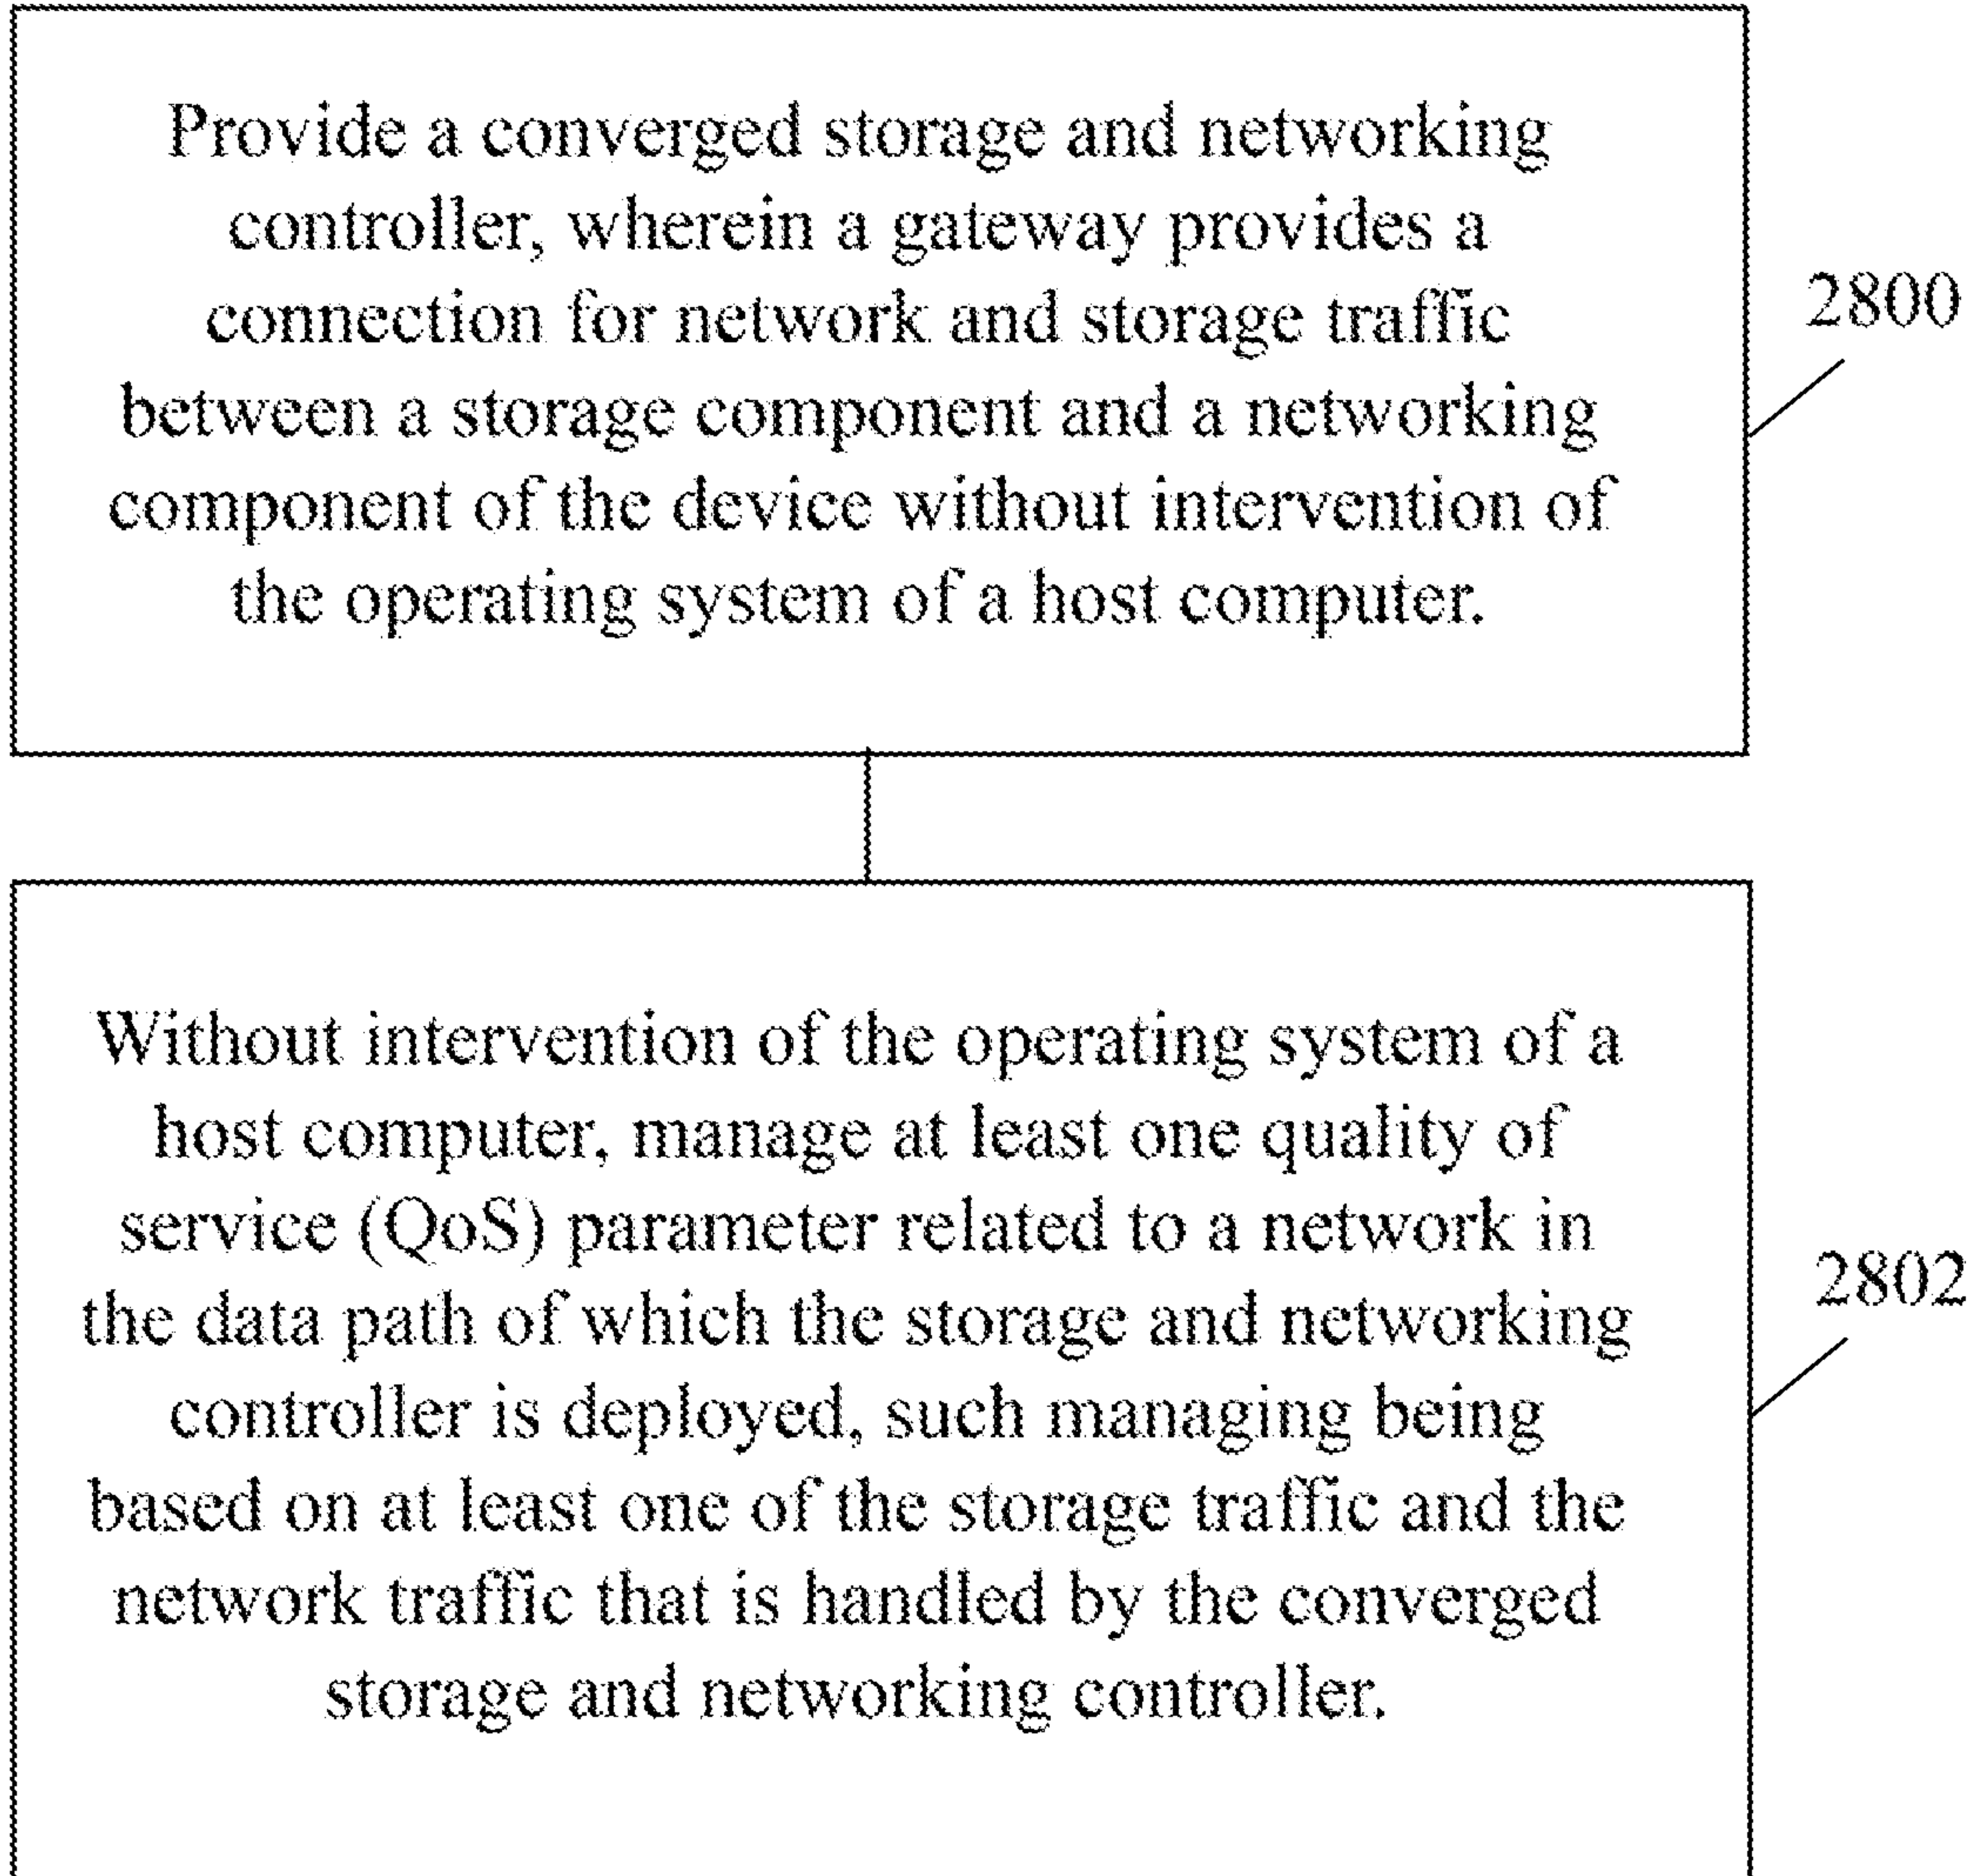 Provide a converged storage and networking
controller, wherein a gateway provides a
connection for network and storage traffic
between a storage component and a networking
component of the device without intervention of
the operating system of a host computer.
2800
Without intervention of the operating system of a
host computer, manage at least one quality of
service (QoS) parameter related to a network in
the data path of which the storage and networking
controller is deployed, such managing being
based on at least one of the storage traffic and the
network traffic that is handled by the converged
storage and networking controller.
2802